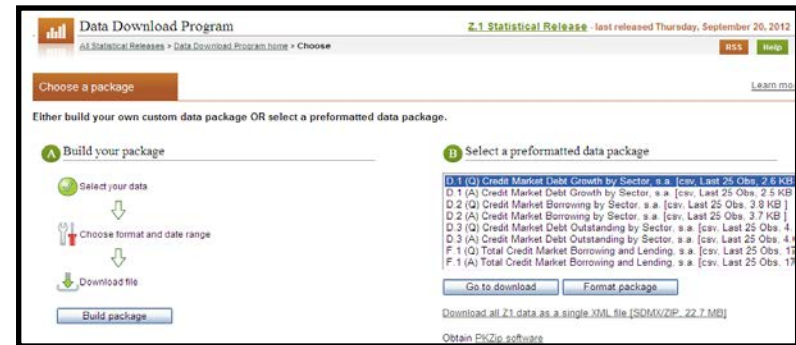 Data Download Program
Z.1 Statistical Release - last released Thursday, September 20, 2012
All Statistical Releases > Data Download Program home > Choose
RSS Help
Choose a package
Learn mo
Either build your own custom data package OR select a preformatted data package.
A Build your package
Select your data
Choose format and date range
Download file
Build package
B Select a preformatted data package
D.1 (Q) Credit Market Debt Growth by Sector, s.a. [csv, Last 25 Obs, 2.6 KB
D.1 (A) Credit Market Debt Growth by Sector, s.a. [csv, Last 25 Obs, 2.5 KB
D.2 (Q) Credit Market Borrowing by Sector, s.a. [csv, Last 25 Obs, 3.8 KB ]
D.2 (A) Credit Market Borrowing by Sector, s.a. [csv, Last 25 Obs, 3.7 KB ]
D.3 (Q) Credit Market Debt Outstanding by Sector, s.a. [csv, Last 25 Obs, 4.
D.3 (A) Credit Market Debt Outstanding by Sector, s.a. [csv, Last 25 Obs, 4.
F.1 (Q) Total Credit Market Borrowing and Lending, s.a. [csv, Last 25 Obs, 17
F.1 (A) Total Credit Market Borrowing and Lending, s.a. [csv, Last 25 Obs, 17
Go to download Format package
Download all Z1 data as a single XML file [SDMX/ZIP, 22.7 MB]
Obtain PKZip software